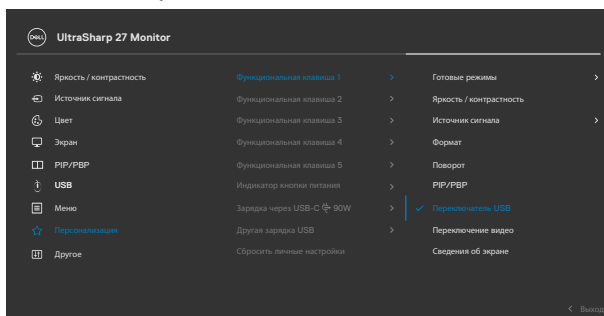 DELL
UltraSharp 27 Monitor
Яркость / контрастность
Источник сигнала
Цвет
Экран
PIP/PBP
USB
Меню
Персонализация
Другое
Функциональная клавиша 1
Функциональная клавиша 2
Функциональная клавиша 3
Функциональная клавиша 4
Функциональная клавиша 5
Индикатор кнопки питания
Зарядка через USB-C 90W
Другая зарядка USB
Сбросить личные настройки
Готовые режимы
Яркость / контрастность
Источник сигнала
Формат
Поворот
PIP/PBP
Переключатель USB
Переключение видео
Сведения об экране
Выход